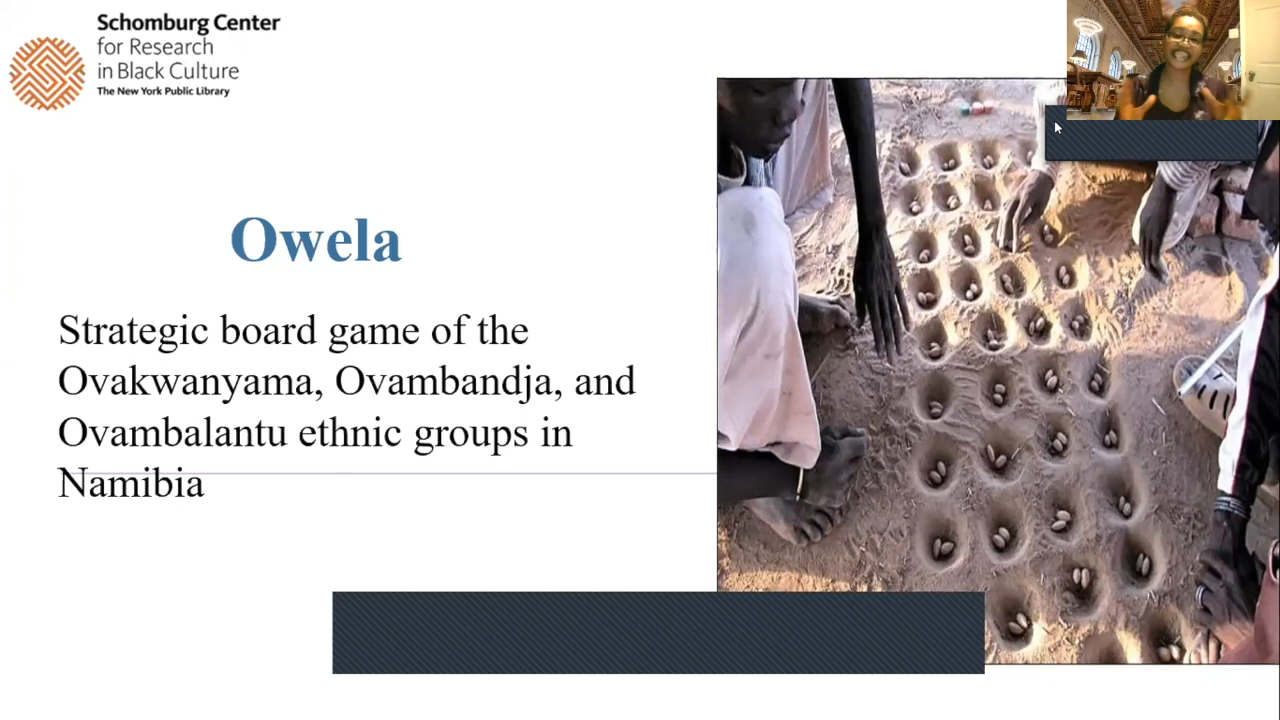 Schomburg Center
for Research
in Black Culture
The New York Public Library
Owela
Strategic board game of the
Ovakwanyama, Ovambandja, and
Ovambalantu ethnic groups in
Namibia